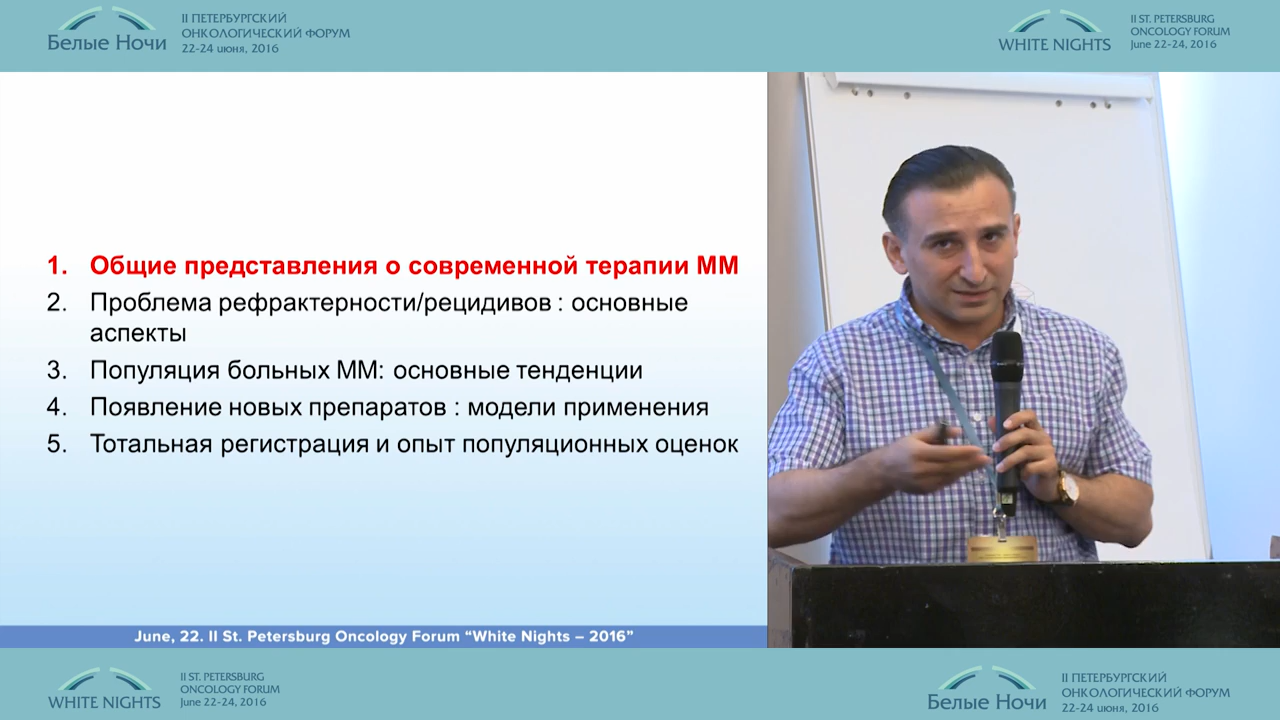 Белые Ночи
II ПЕТЕРБУРГСКИЙ
ОНКОЛОГИЧЕСКИЙ ФОРУМ
22-24 июня, 2016
WHITE NIGHTS
II ST. PETERSBURG
ONCOLOGY FORUM
June 22-24, 2016
1. Общие представления о современной терапии ММ
2. Проблема рефрактерности/рецидивов : основные
аспекты
3. Популяция больных ММ: основные тенденции
4. Появление новых препаратов : модели применения
5. Тотальная регистрация и опыт популяционных оценок
June, 22. II St. Petersburg Oncology Forum “White Nights – 2016”
WHITE NIGHTS
II ST. PETERSBURG
ONCOLOGY FORUM
June 22-24, 2016
Белые Ночи
II ПЕТЕРБУРГСКИЙ
ОНКОЛОГИЧЕСКИЙ ФОРУМ
22-24 июня, 2016